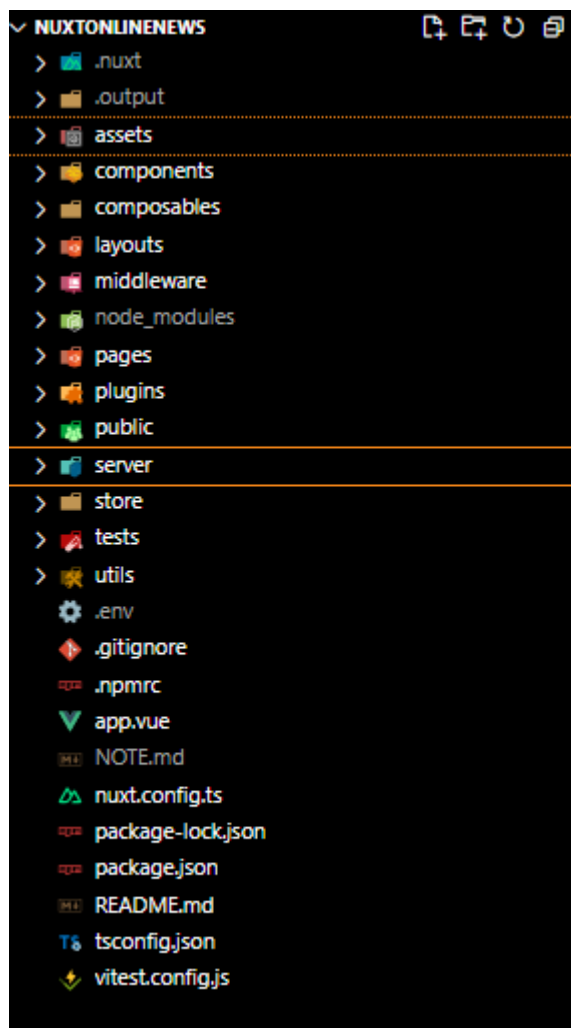 NUXTONLINENEWS
.nuxt
.output
assets
components
composables
layouts
middleware
node_modules
pages
plugins
public
server
store
tests
utils
.env
.gitignore
.npmrc
app.vue
NOTE.md
nuxt.config.ts
package-lock.json
package.json
README.md
tsconfig.json
vitest.config.js